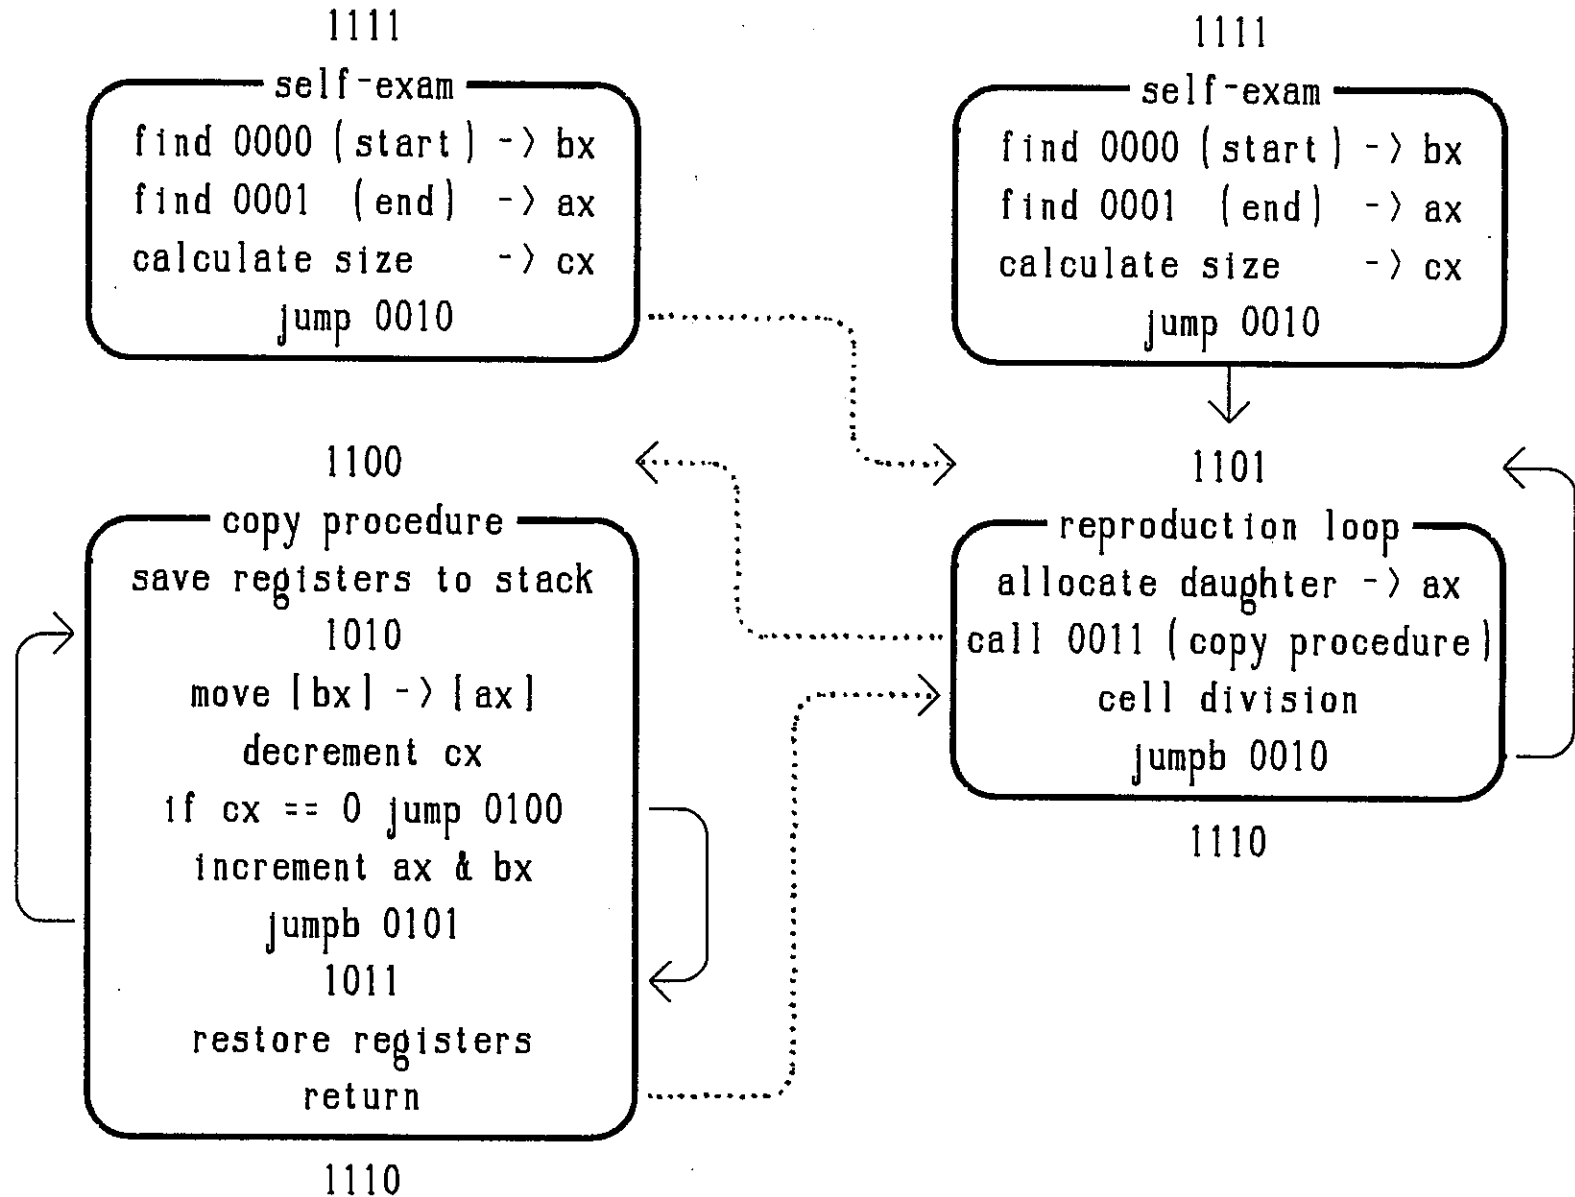 1111
self-exam
find 0000 (start) -> bx
find 0001 (end) -> ax
calculate size -> cx
jump 0010
1100
copy procedure
save registers to stack
1010
move [bx] -> [ax]
decrement cx
if cx == 0 jump 0100
increment ax & bx
jumpb 0101
1011
restore registers
return
1110
1111
self-exam
find 0000 (start) -> bx
find 0001 (end) -> ax
calculate size -> cx
jump 0010
1101
reproduction loop
allocate daughter -> ax
call 0011 (copy procedure)
cell division
jumpb 0010
1110